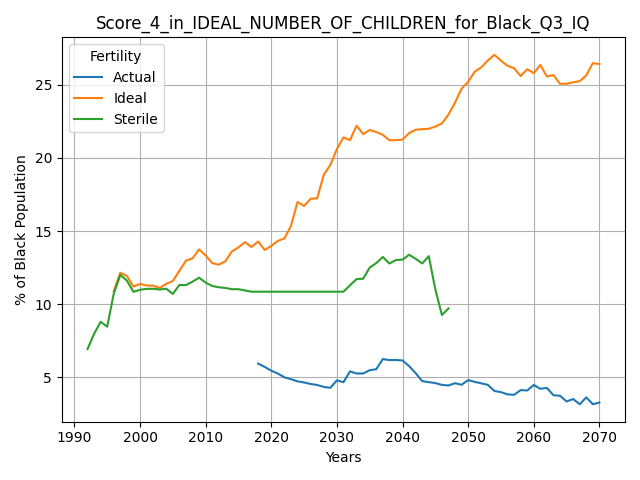 Score_4_in_IDEAL_NUMBER_OF_CHILDREN_for_Black_Q3_IQ
Fertility
Actual
Ideal
Sterile
% of Black Population
25
20
15
10
5
1990 2000 2010 2020 2030 2040 2050 2060 2070
Years